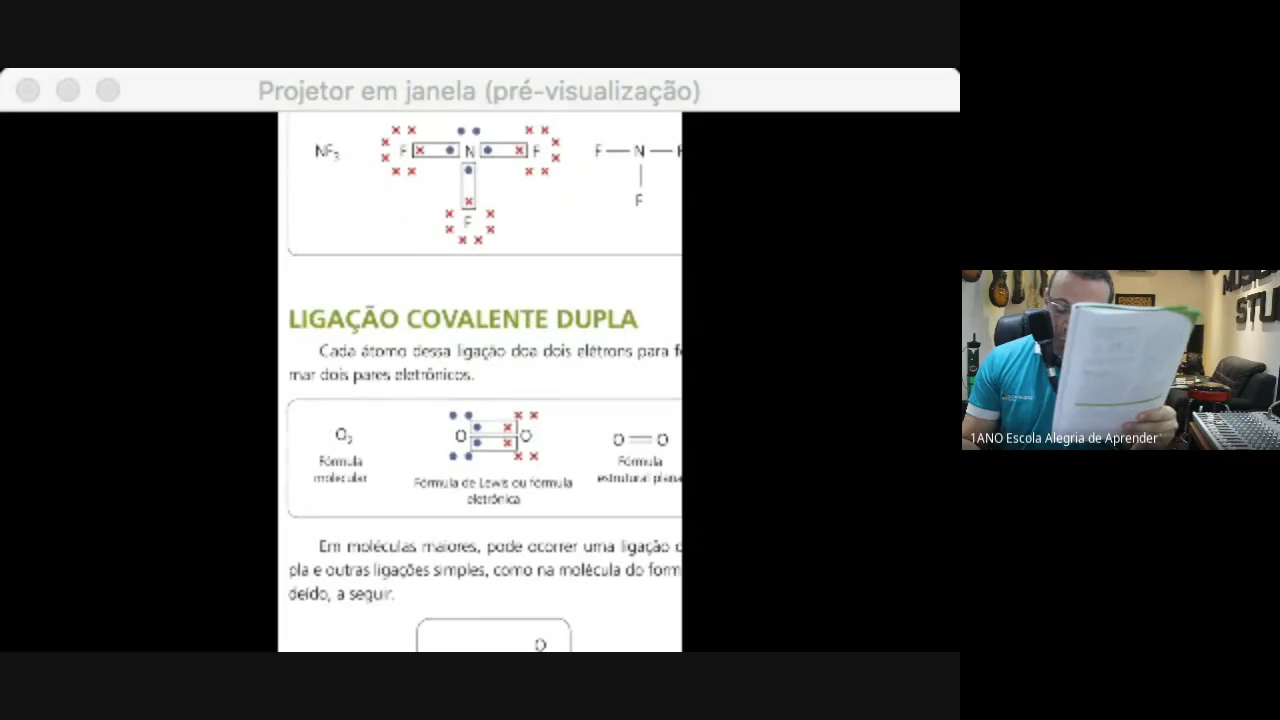 Projetor em janela (pré-visualização)
NF₃
F N F
F
F N
F
LIGAÇÃO COVALENTE DUPLA
Cada átomo dessa ligação doa dois elétrons para
mar dois pares eletrônicos.
O₂
Fórmula
molecular
O O
Fórmula de Lewis ou fórmula
eletrônica
O O
Fórmula
estrutural plana
Em moléculas maiores, pode ocorrer uma ligação
pla e outras ligações simples, como na molécula do form
deído, a seguir.
O
1ANO Escola Alegria de Aprender`
STU